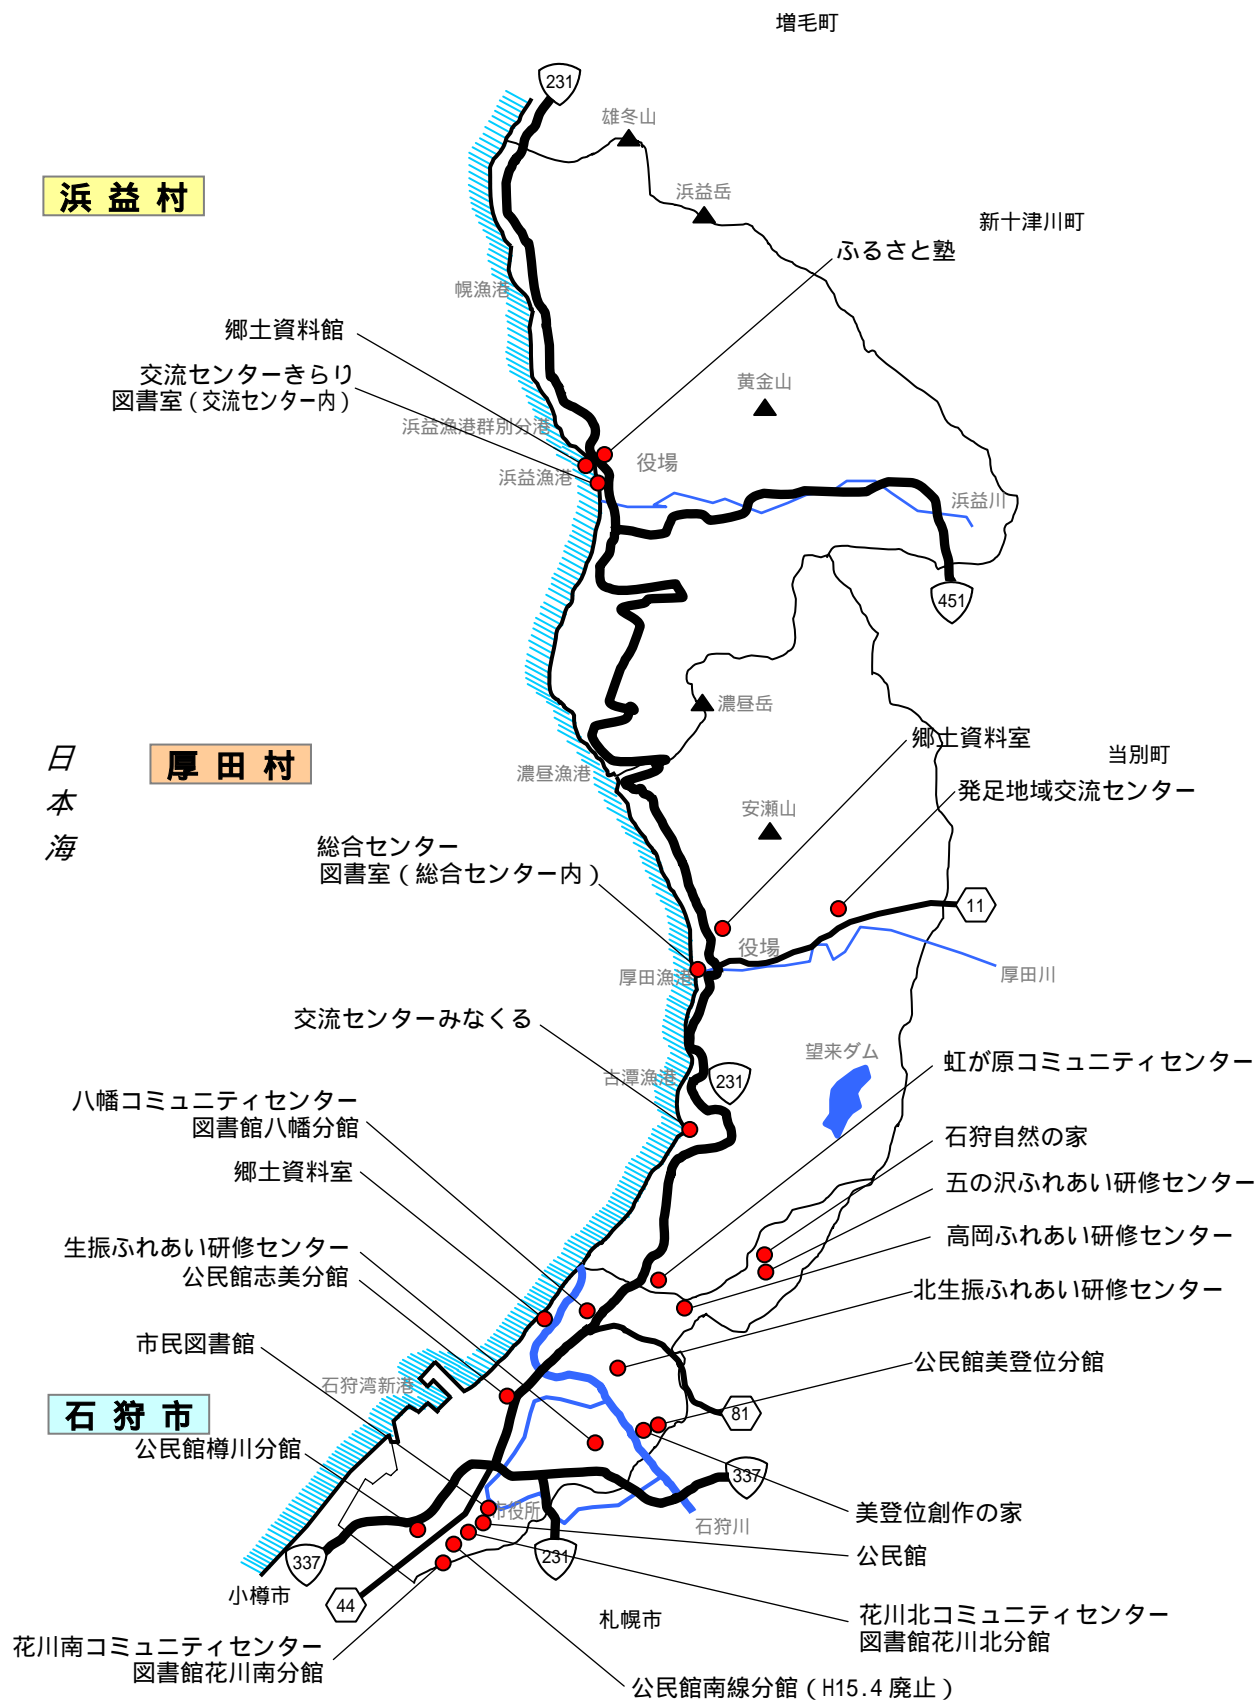 増毛町
231
雄冬山
浜益村
浜益岳
新十津川町
ふるさと塾
幌漁港
郷土資料館
交流センターきらり
図書室(交流センター内)
黄金山
浜益漁港群別分港
役場
浜益漁港
浜益川
451
濃昼岳
郷土資料室
日本海
厚田村
当別町
濃昼漁港
発足地域交流センター
安瀬山
総合センター
図書室(総合センター内)
11
役場
厚田漁港
厚田川
交流センターみなくる
望来ダム
虹が原コミュニティセンター
古潭漁港
231
八幡コミュニティセンター
図書館八幡分館
石狩自然の家
郷土資料室
五の沢ふれあい研修センター
高岡ふれあい研修センター
生振ふれあい研修センター
公民館志美分館
北生振ふれあい研修センター
市民図書館
公民館美登位分館
石狩湾新港
石狩市
81
公民館樽川分館
337
市役所
石狩川
美登位創作の家
公民館
337
231
小樽市
44
札幌市
花川北コミュニティセンター
図書館花川北分館
花川南コミュニティセンター
図書館花川南分館
公民館南線分館(H15.4廃止)